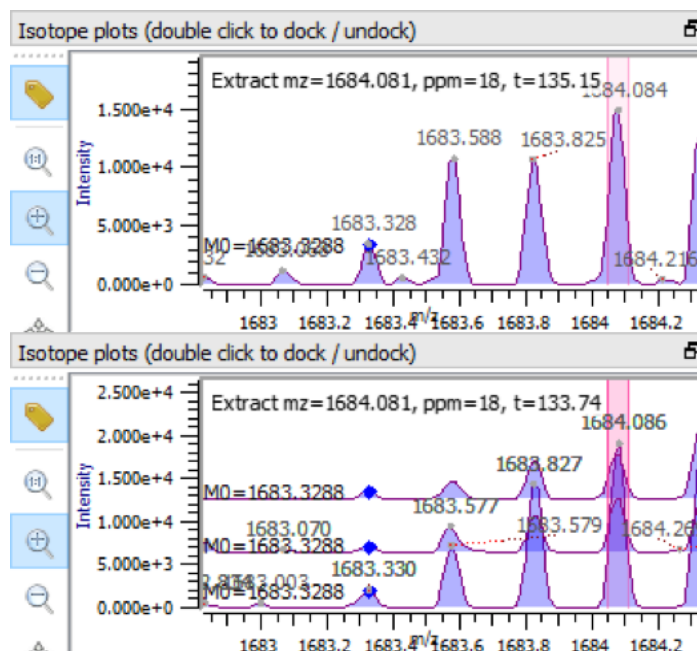 Isotope plots (double click to dock / undock)
Extract mz=1684.081, ppm=18, t=135.15
1684.084
1.500e+4
1683.588
1683.825
1.000e+4
Intensity
5.000e+3
1683.328
M0=1683.3288
1683.432
1684.216
0.000e+0
1683 1683.2 1683.4 1683.6 1683.8 1684 1684.2
m/z
Isotope plots (double click to dock / undock)
2.500e+4
Extract mz=1684.081, ppm=18, t=133.74
1684.086
2.000e+4
1683.827
1.500e+4
Intensity
M0=1683.3288
1683.577
1.000e+4
1683.070
1683.579
M0=1683.3288
5.000e+3
1683.330
1683.003
M0=1683.3288
0.000e+0
1683 1683.2 1683.4 1683.6 1683.8 1684 1684.2
m/z